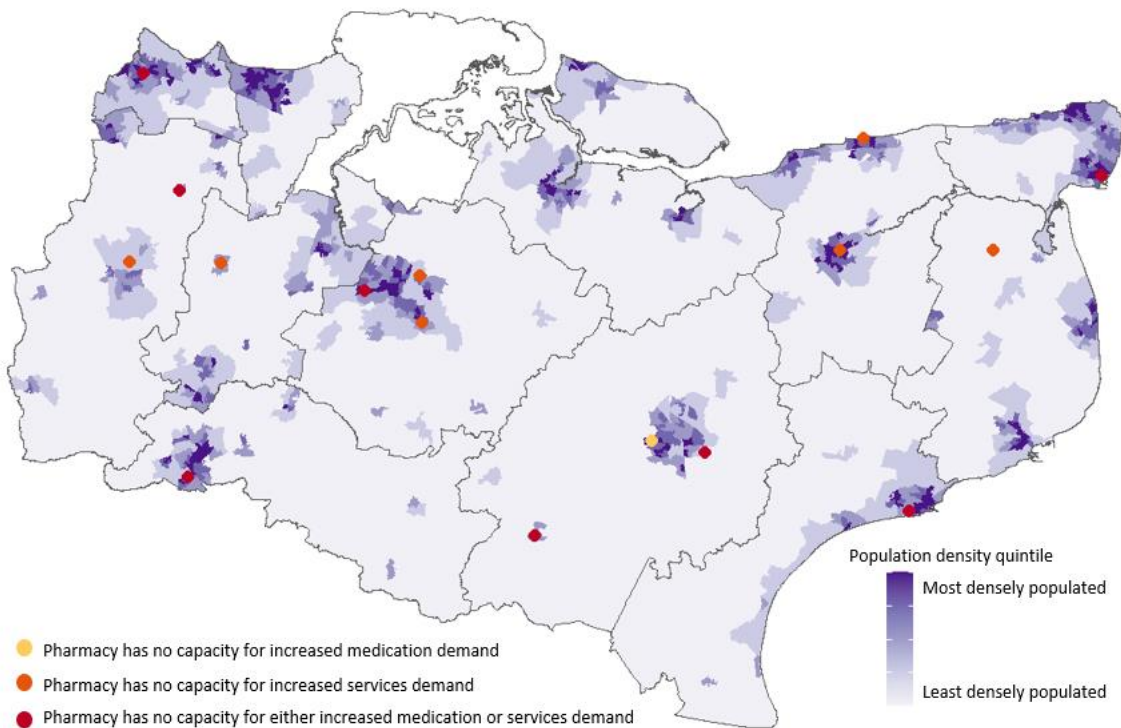 Population density quintile
Most densely populated
Least densely populated
Pharmacy has no capacity for increased medication demand
Pharmacy has no capacity for increased services demand
Pharmacy has no capacity for either increased medication or services demand